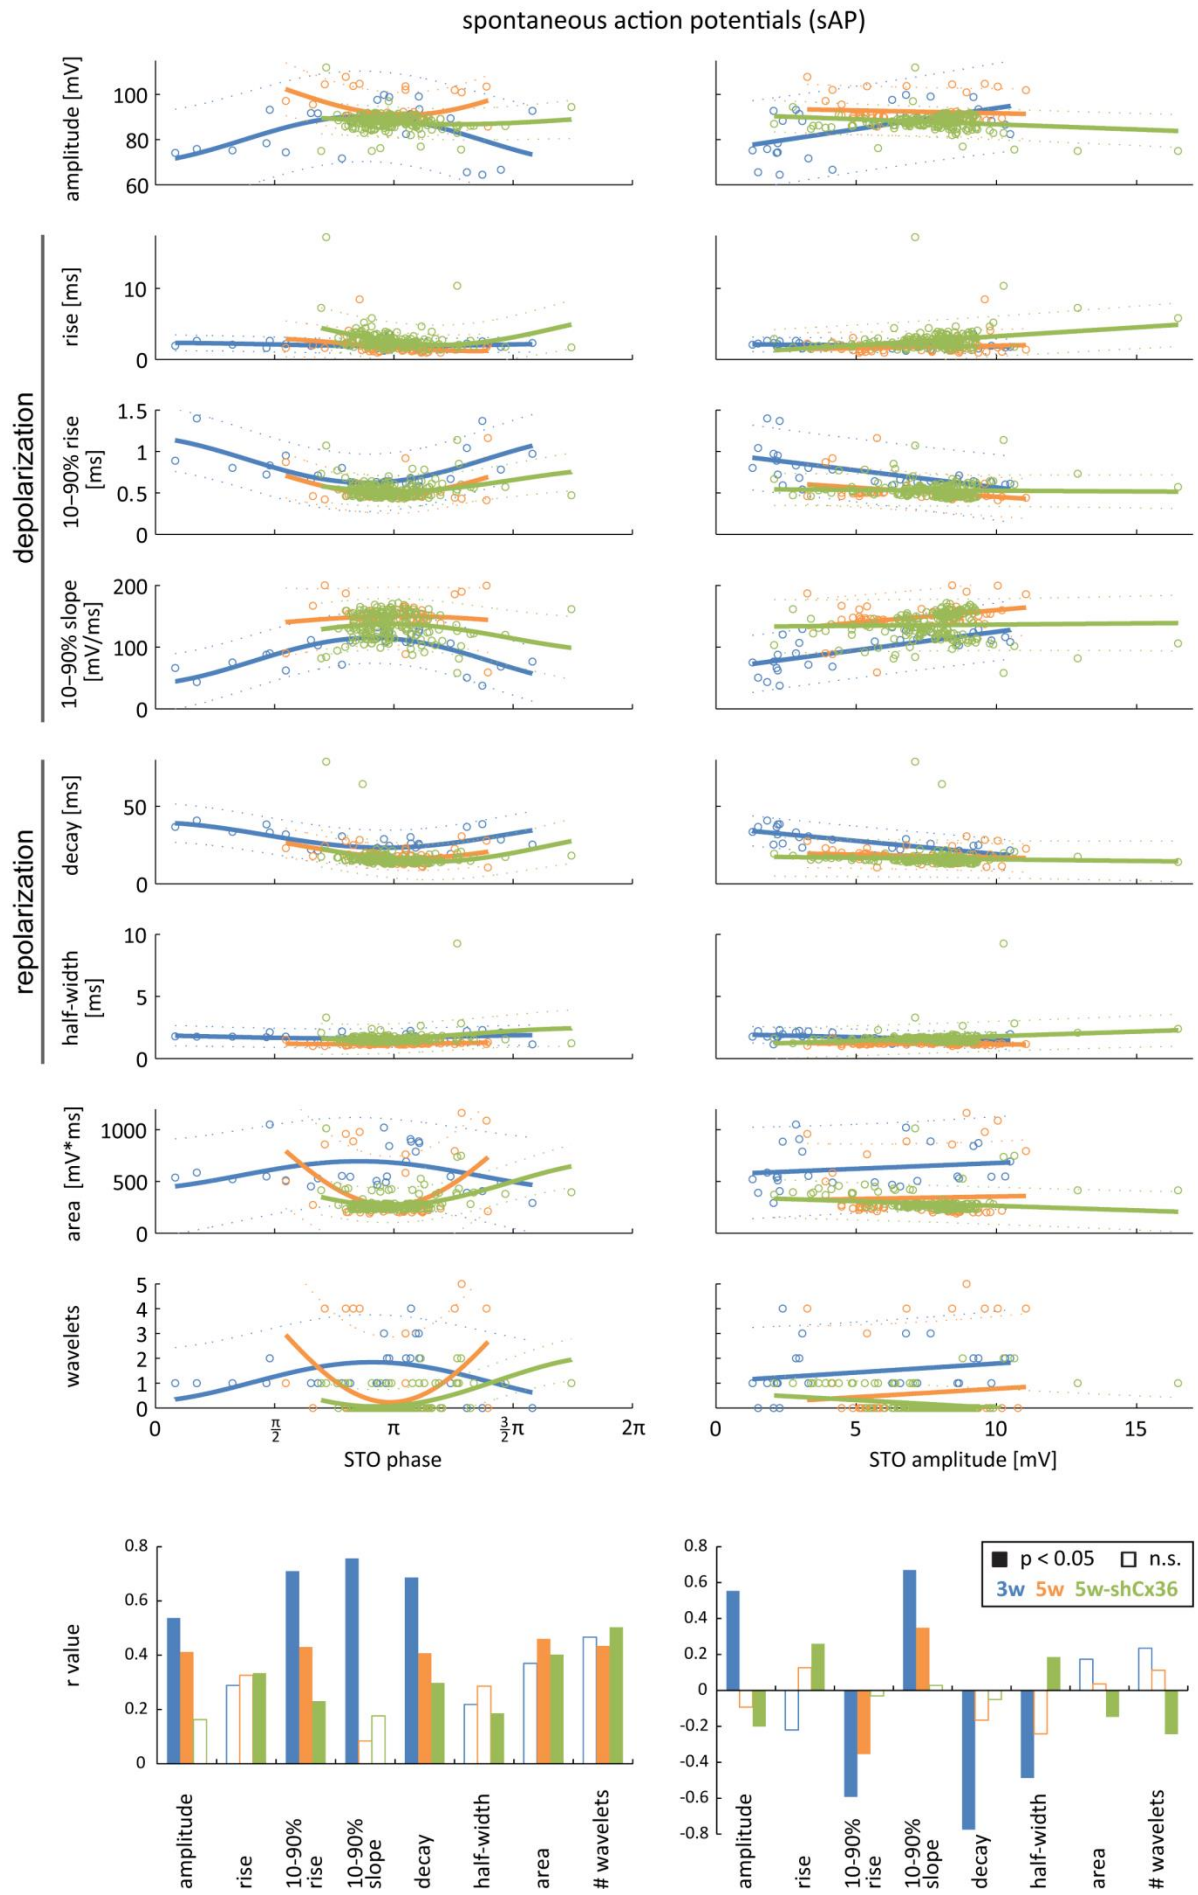 spontaneous action potentials (sAP)
amplitude [mV]
100
80
60
depolarization
rise [ms]
10
0
10–90% rise
[ms]
1.5
1
0.5
0
10–90% slope
[mV/ms]
200
100
0
repolarization
decay [ms]
50
0
half-width
[ms]
10
5
0
area [mV*ms]
1000
500
0
wavelets
5
4
3
2
1
0
0 π/2 π 3/2π 2π
STO phase
0 5 10 15
STO amplitude [mV]
r value
0.8
0.6
0.4
0.2
0
amplitude
rise
10-90%
rise
10-90%
slope
decay
half-width
area
# wavelets
0.8
0.6
0.4
0.2
0
-0.2
-0.4
-0.6
-0.8
p < 0.05 n.s.
3w 5w 5w-shCx36
amplitude
rise
10-90%
rise
10-90%
slope
decay
half-width
area
# wavelets